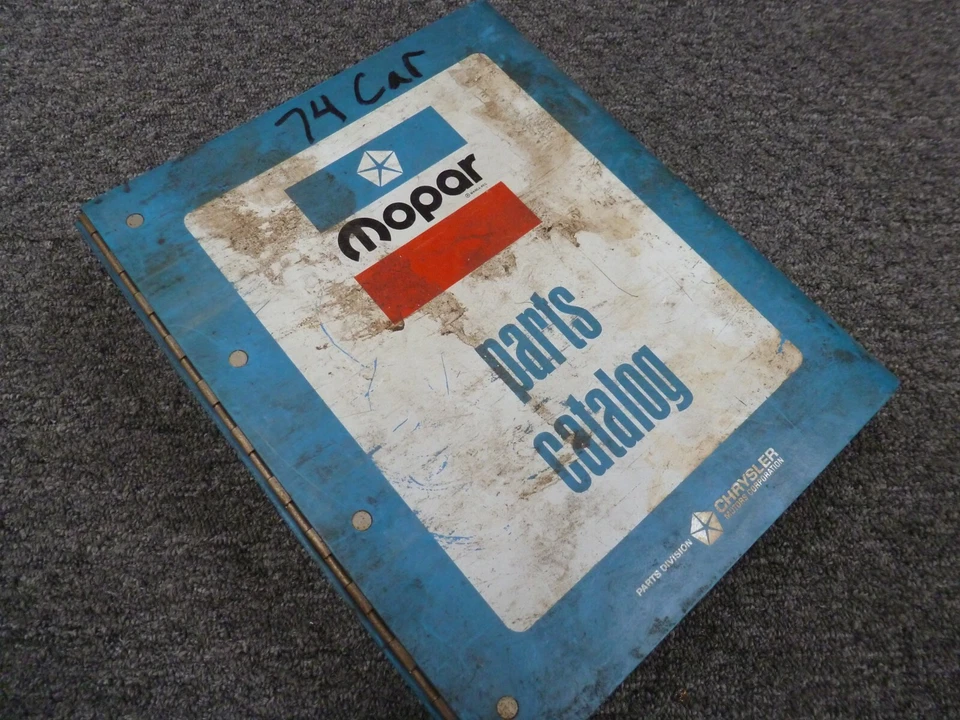 74 Car
Mopar
parts
catalog
PARTS DIVISION
CHRYSLER
MOTORS CORPORATION